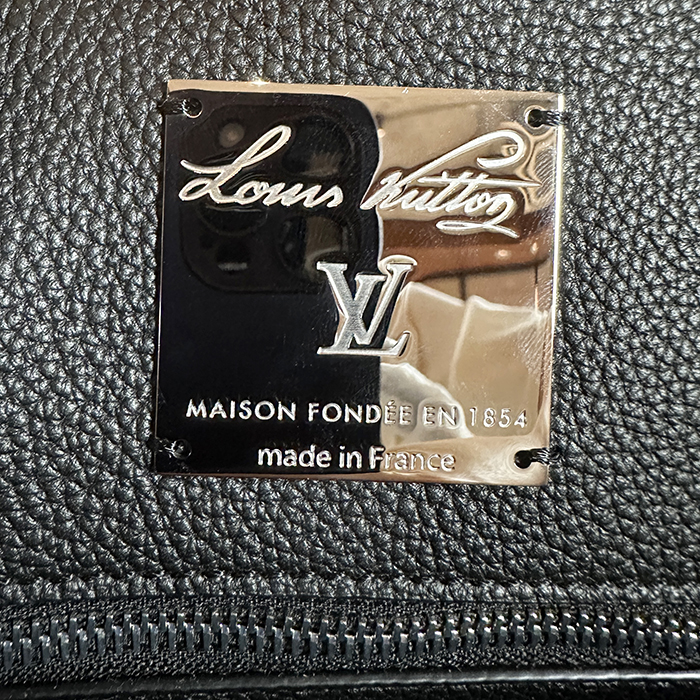 Louis Vuitton
LV
MAISON FONDÉE EN 1854
made in France